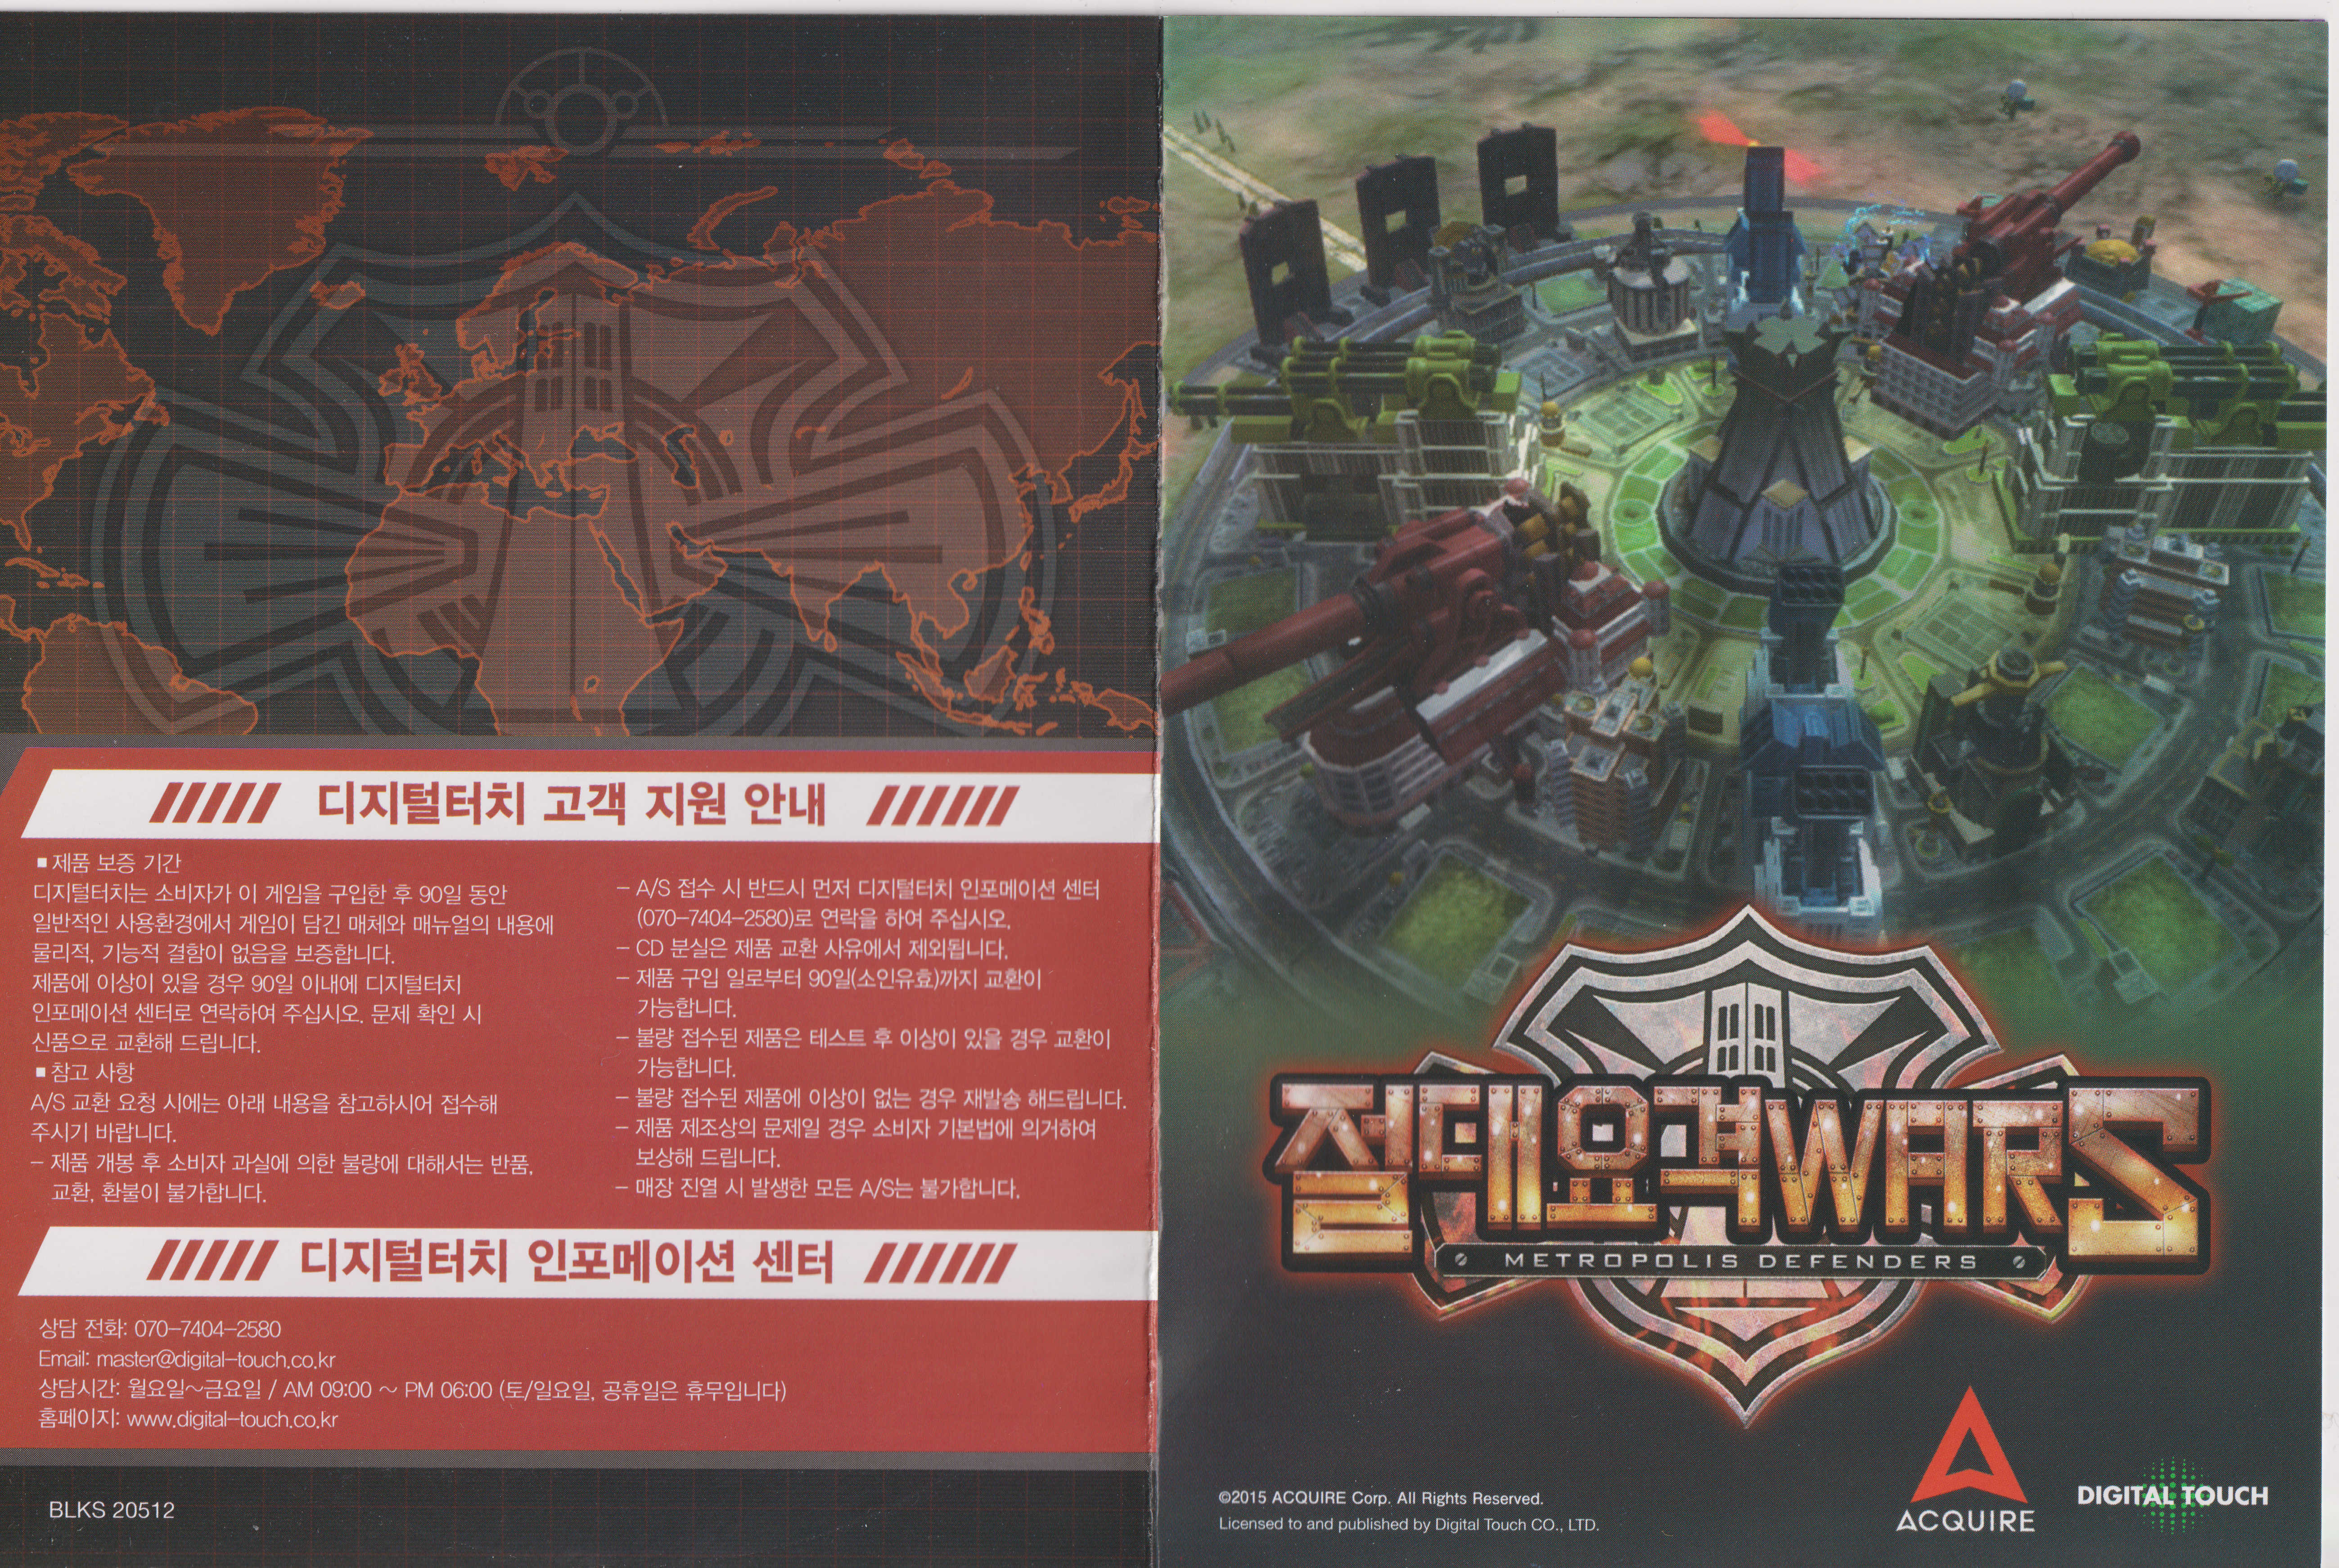 디지털터치 고객 지원 안내
■ 제품 보증 기간
디지털터치는 소비자가 이 게임을 구입한 후 90일 동안
일반적인 사용환경에서 게임이 담긴 매체와 매뉴얼의 내용에
물리적, 기능적 결함이 없음을 보증합니다.
제품에 이상이 있을 경우 90일 이내에 디지털터치
인포메이션 센터로 연락하여 주십시오. 문제 확인 시
신품으로 교환해 드립니다.
■ 참고 사항
A/S 교환 요청 시에는 아래 내용을 참고하시어 접수해
주시기 바랍니다.
– 제품 개봉 후 소비자 과실에 의한 불량에 대해서는 반품,
교환, 환불이 불가합니다.
– A/S 접수 시 반드시 먼저 디지털터치 인포메이션 센터
(070-7404-2580)로 연락을 하여 주십시오.
– CD 분실은 제품 교환 사유에서 제외됩니다.
– 제품 구입 일로부터 90일(소인유효)까지 교환이
가능합니다.
– 불량 접수된 제품은 테스트 후 이상이 있을 경우 교환이
가능합니다.
– 불량 접수된 제품에 이상이 없는 경우 재발송 해드립니다.
– 제품 제조상의 문제일 경우 소비자 기본법에 의거하여
보상해 드립니다.
– 매장 진열 시 발생한 모든 A/S는 불가합니다.
디지털터치 인포메이션 센터
상담 전화: 070-7404-2580
Email: master@digital-touch.co.kr
상담시간: 월요일~금요일 / AM 09:00 ~ PM 06:00 (토/일요일, 공휴일은 휴무입니다)
홈페이지: www.digital-touch.co.kr
BLKS 20512
절대요격WARS
METROPOLIS DEFENDERS
©2015 ACQUIRE Corp. All Rights Reserved.
Licensed to and published by Digital Touch CO., LTD.
ACQUIRE
DIGITAL TOUCH